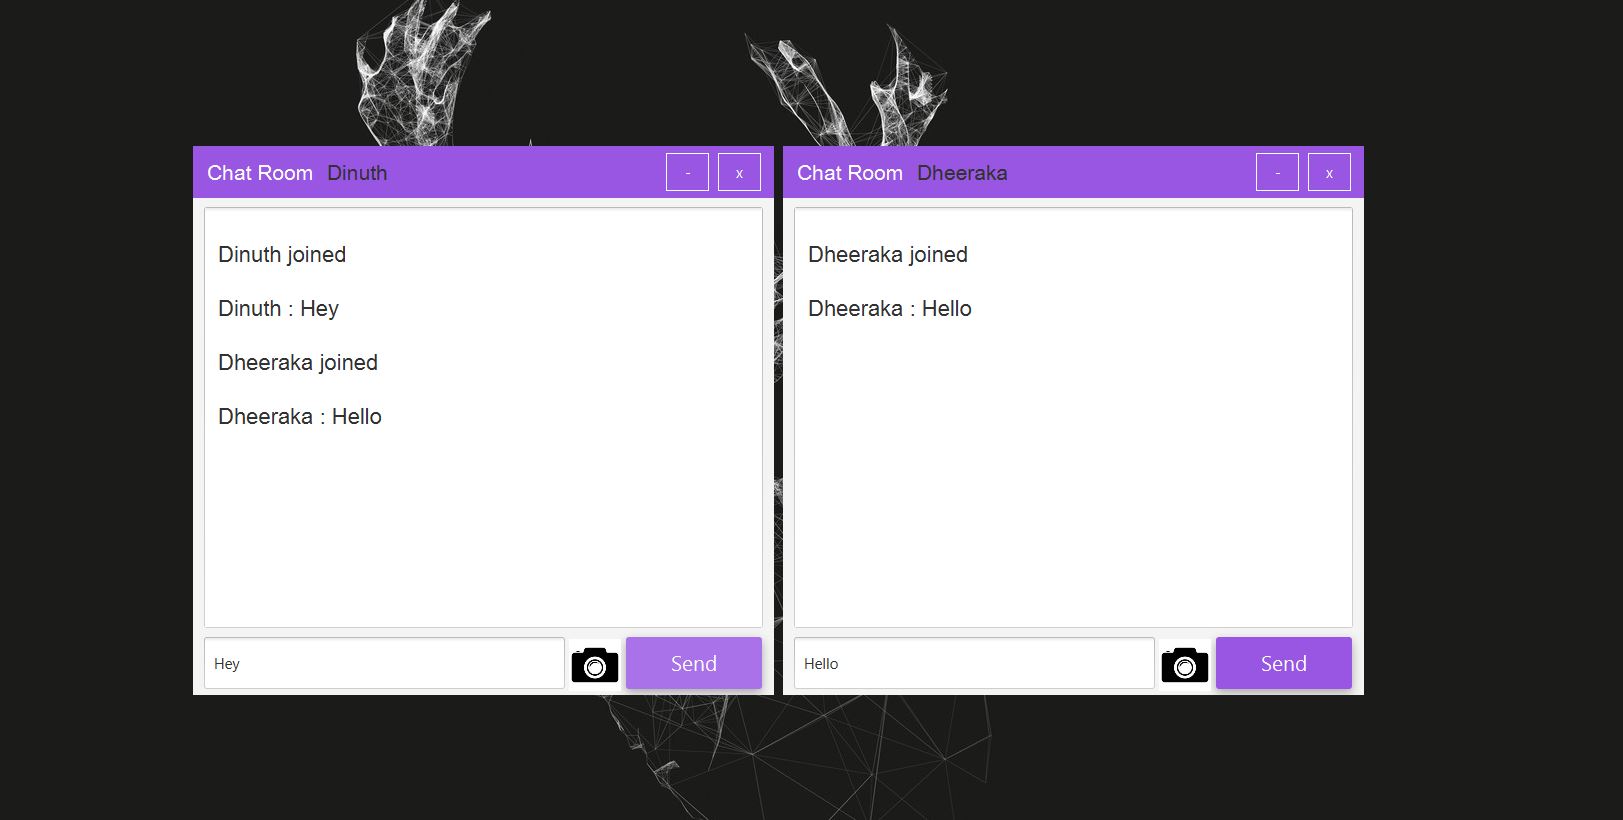 Chat Room Dinuth - x
Dinuth joined
Dinuth : Hey
Dheeraka joined
Dheeraka : Hello
Hey Send
Chat Room Dheeraka - x
Dheeraka joined
Dheeraka : Hello
Hello Send